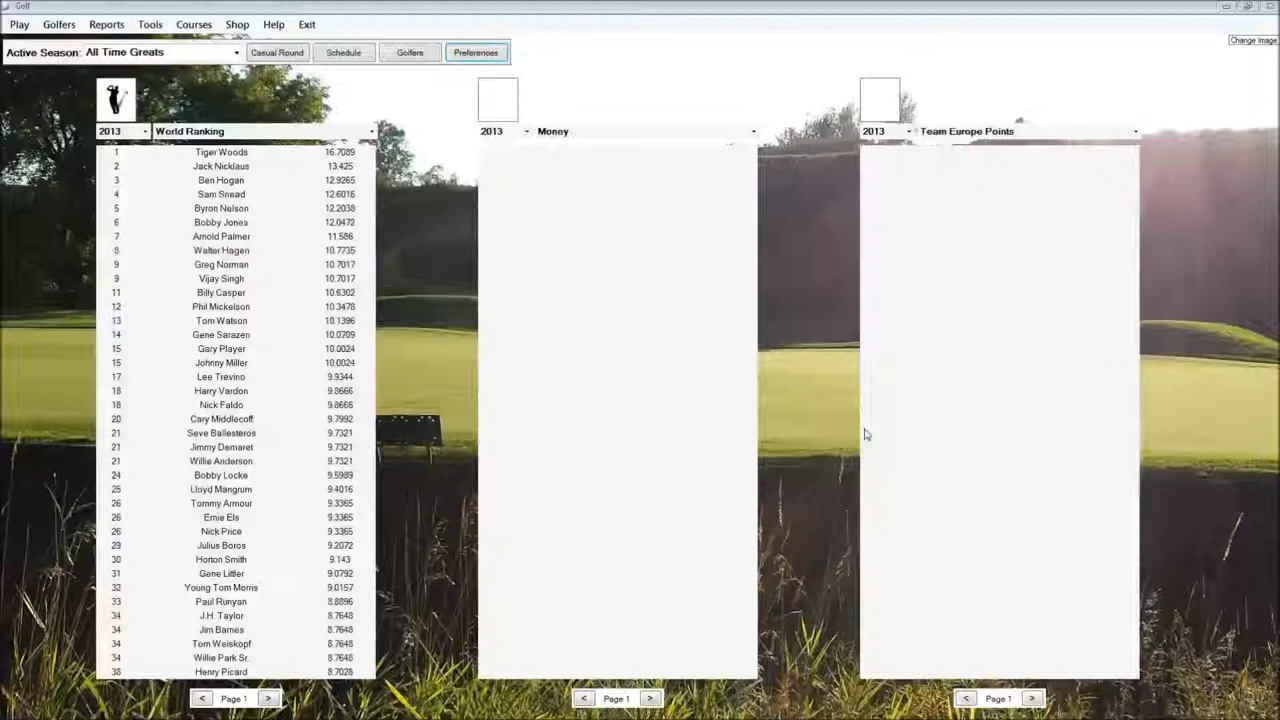 Golf
Play Golfers Reports Tools Courses Shop Help Exit
Change Image
Active Season: All Time Greats Casual Round Schedule Golfers Preferences
2013 World Ranking
1 Tiger Woods 16.7089
2 Jack Nicklaus 13.425
3 Ben Hogan 12.9265
4 Sam Snead 12.6016
5 Byron Nelson 12.2038
6 Bobby Jones 12.0472
7 Arnold Palmer 11.586
8 Walter Hagen 10.7735
9 Greg Norman 10.7017
9 Vijay Singh 10.7017
11 Billy Casper 10.6302
12 Phil Mickelson 10.3478
13 Tom Watson 10.1396
14 Gene Sarazen 10.0709
15 Gary Player 10.0024
15 Johnny Miller 10.0024
17 Lee Trevino 9.9344
18 Harry Vardon 9.8666
18 Nick Faldo 9.8666
20 Cary Middlecoff 9.7992
21 Seve Ballesteros 9.7321
21 Jimmy Demaret 9.7321
21 Willie Anderson 9.7321
24 Bobby Locke 9.5989
25 Lloyd Mangrum 9.4016
26 Tommy Armour 9.3365
26 Ernie Els 9.3365
26 Nick Price 9.3365
29 Julius Boros 9.2072
30 Horton Smith 9.143
31 Gene Littler 9.0792
32 Young Tom Morris 9.0157
33 Paul Runyan 8.8896
34 J.H. Taylor 8.7648
34 Jim Barnes 8.7648
34 Tom Weiskopf 8.7648
34 Willie Park Sr. 8.7648
38 Henry Picard 8.7028
< Page 1 >
2013 Money
< Page 1 >
2013 Team Europe Points
< Page 1 >